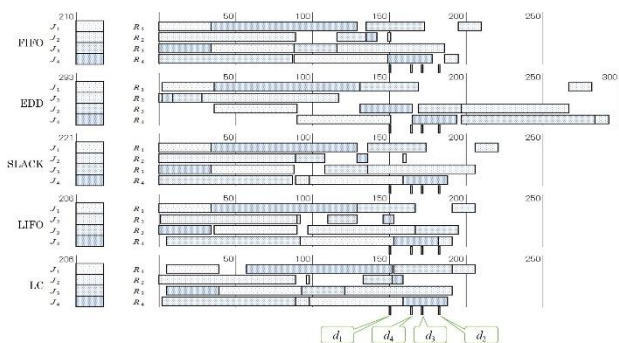 210 50 100 150 200 250
J1 R1
J2 R2
FIFO
J3 R3
J4 R4
293 50 100 150 200 250 300
J1 R1
J2 R2
EDD
J3 R3
J4 R4
221 50 100 150 200 250
J1 R1
J2 R2
SLACK
J3 R3
J4 R4
206 50 100 150 200 250
J1 R1
J2 R2
LIFO
J3 R3
J4 R4
206 50 100 150 200 250
J1 R1
J2 R2
LC
J3 R3
J4 R4
d1 d4 d3 d2